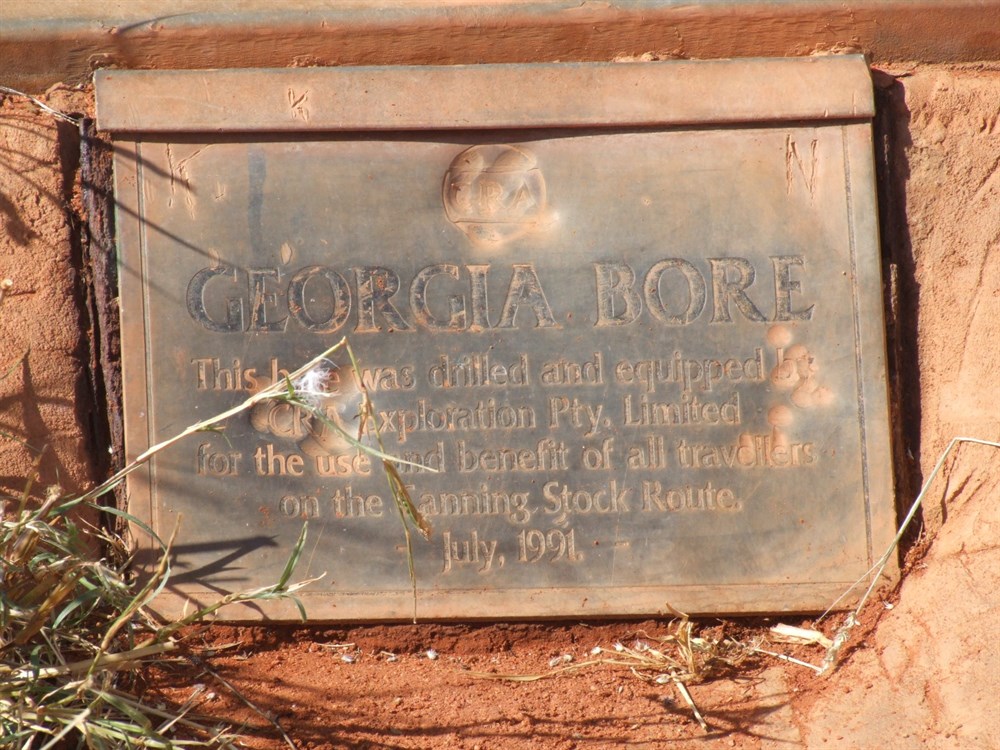 K N
CRA
GEORGIA BORE
This bore was drilled and equipped by
CRA Exploration Pty. Limited
for the use and benefit of all travellers
on the Canning Stock Route.
July, 1991.